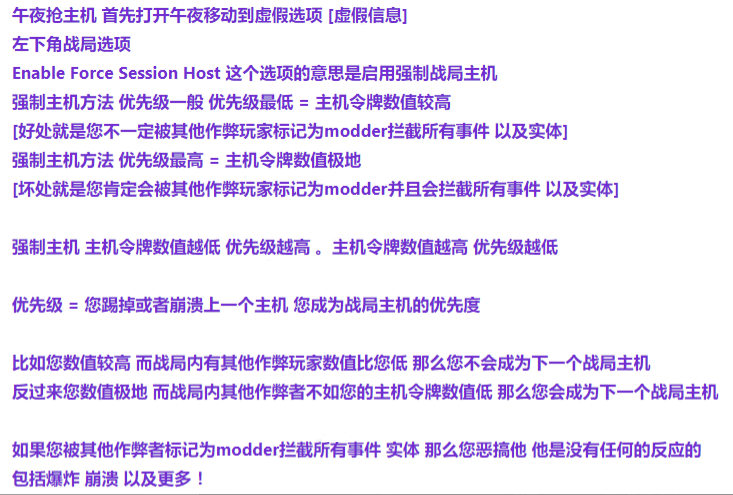 午夜抢主机 首先打开午夜移动到虚假选项 [虚假信息]
左下角战局选项
Enable Force Session Host 这个选项的意思是启用强制战局主机
强制主机方法 优先级一般 优先级最低 = 主机令牌数值较高
[好处就是您不一定被其他作弊玩家标记为modder拦截所有事件 以及实体]
强制主机方法 优先级最高 = 主机令牌数值极地
[坏处就是您肯定会被其他作弊玩家标记为modder并且会拦截所有事件 以及实体]
强制主机 主机令牌数值越低 优先级越高 。主机令牌数值越高 优先级越低
优先级 = 您踢掉或者崩溃上一个主机 您成为战局主机的优先度
比如您数值较高 而战局内有其他作弊玩家数值比您低 那么您不会成为下一个战局主机
反过来您数值极地 而战局内其他作弊者不如您的主机令牌数值低 那么您会成为下一个战局主机
如果您被其他作弊者标记为modder拦截所有事件 实体 那么您恶搞他 他是没有任何的反应的
包括爆炸 崩溃 以及更多！